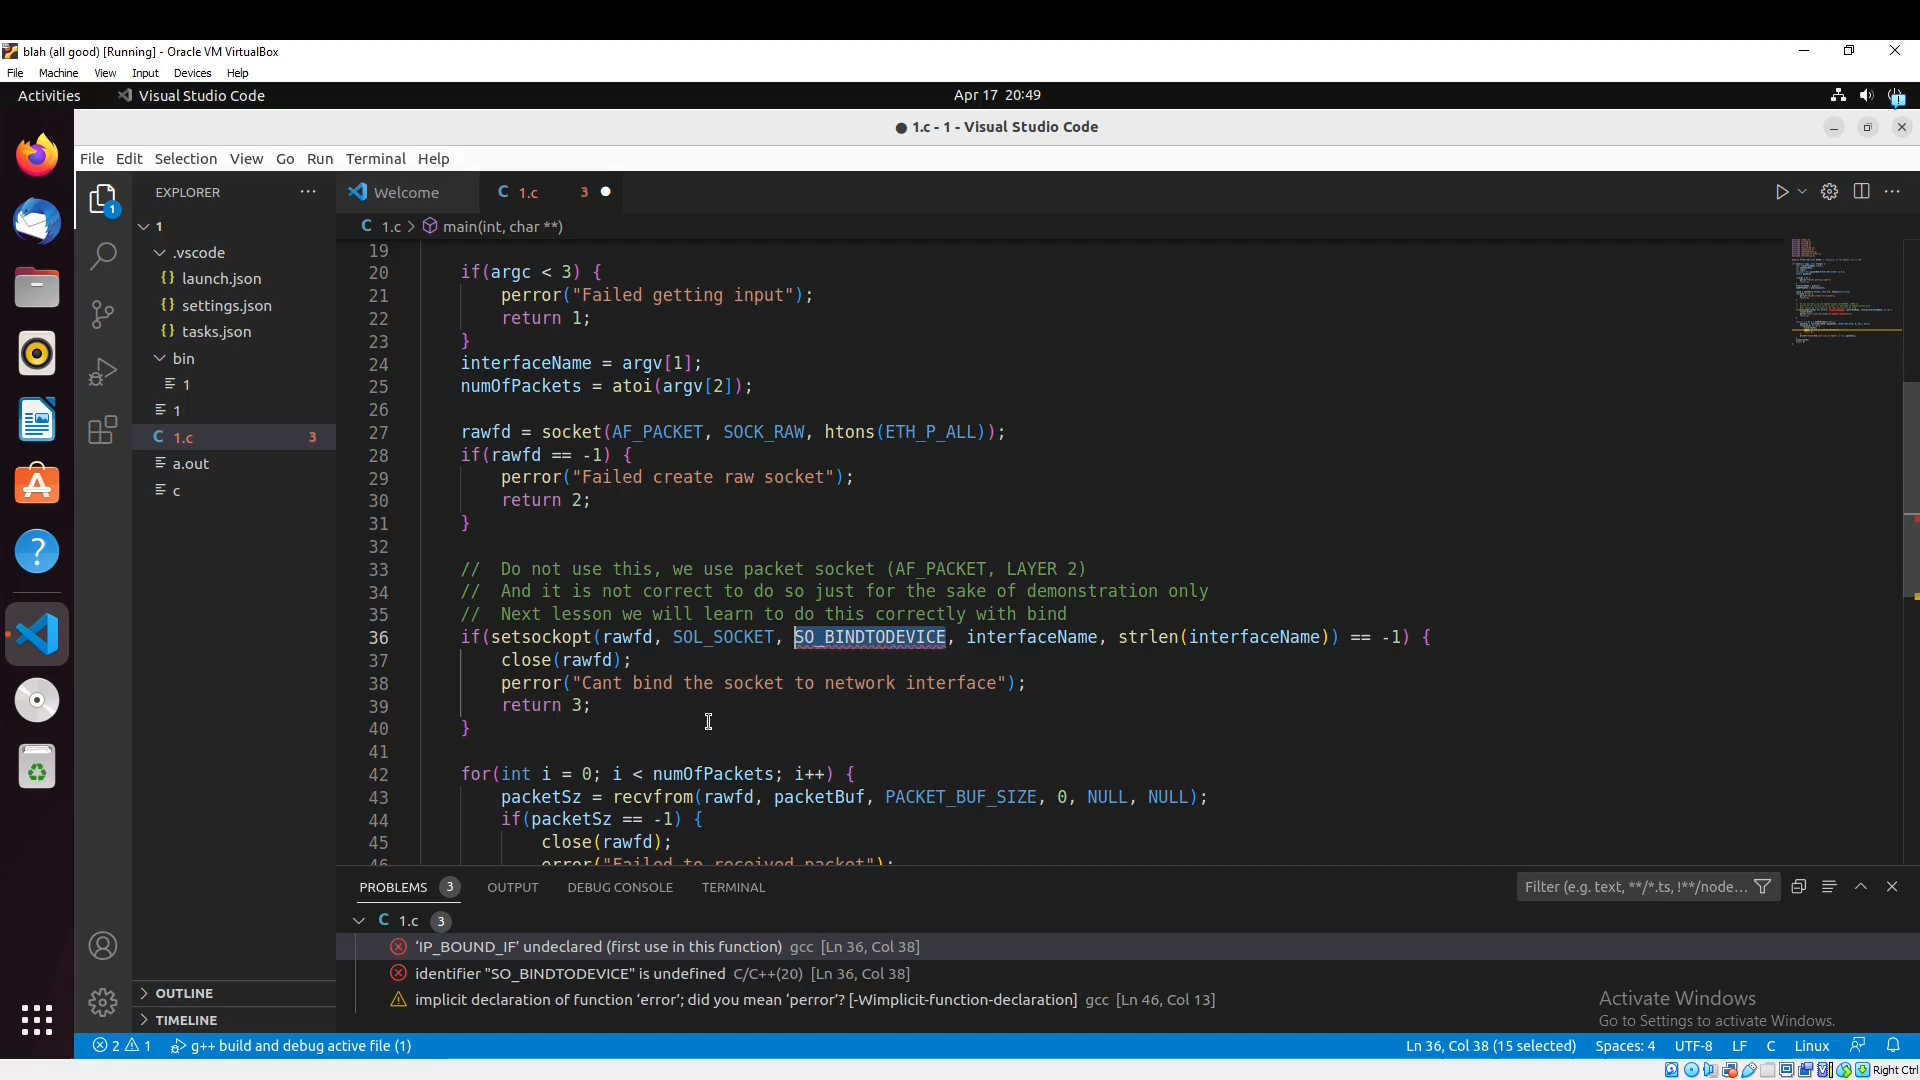 blah (all good) [Running] - Oracle VM VirtualBox
File Machine View Input Devices Help
Activities Visual Studio Code Apr 17 20:49
● 1.c - 1 - Visual Studio Code
File Edit Selection View Go Run Terminal Help
EXPLORER ... Welcome C 1.c 3 ●
1
C 1.c > main(int, char **)
.vscode
{} launch.json
{} settings.json
{} tasks.json
bin
1
1
C 1.c 3
a.out
c
OUTLINE
TIMELINE
19
20 if(argc < 3) {
21 perror("Failed getting input");
22 return 1;
23 }
24 interfaceName = argv[1];
25 numOfPackets = atoi(argv[2]);
26
27 rawfd = socket(AF_PACKET, SOCK_RAW, htons(ETH_P_ALL));
28 if(rawfd == -1) {
29 perror("Failed create raw socket");
30 return 2;
31 }
32
33 // Do not use this, we use packet socket (AF_PACKET, LAYER 2)
34 // And it is not correct to do so just for the sake of demonstration only
35 // Next lesson we will learn to do this correctly with bind
36 if(setsockopt(rawfd, SOL_SOCKET, SO_BINDTODEVICE, interfaceName, strlen(interfaceName)) == -1) {
37 close(rawfd);
38 perror("Cant bind the socket to network interface");
39 return 3;
40 }
41
42 for(int i = 0; i < numOfPackets; i++) {
43 packetSz = recvfrom(rawfd, packetBuf, PACKET_BUF_SIZE, 0, NULL, NULL);
44 if(packetSz == -1) {
45 close(rawfd);
46 error("Failed to received packet");
PROBLEMS 3 OUTPUT DEBUG CONSOLE TERMINAL Filter (e.g. text, **/*.ts, !**/node...
C 1.c 3
‘IP_BOUND_IF’ undeclared (first use in this function) gcc [Ln 36, Col 38]
identifier "SO_BINDTODEVICE" is undefined C/C++(20) [Ln 36, Col 38]
implicit declaration of function ‘error’; did you mean ‘perror’? [-Wimplicit-function-declaration] gcc [Ln 46, Col 13]
Activate Windows
Go to Settings to activate Windows.
2 1 g++ build and debug active file (1) Ln 36, Col 38 (15 selected) Spaces: 4 UTF-8 LF C Linux
Right Ctrl